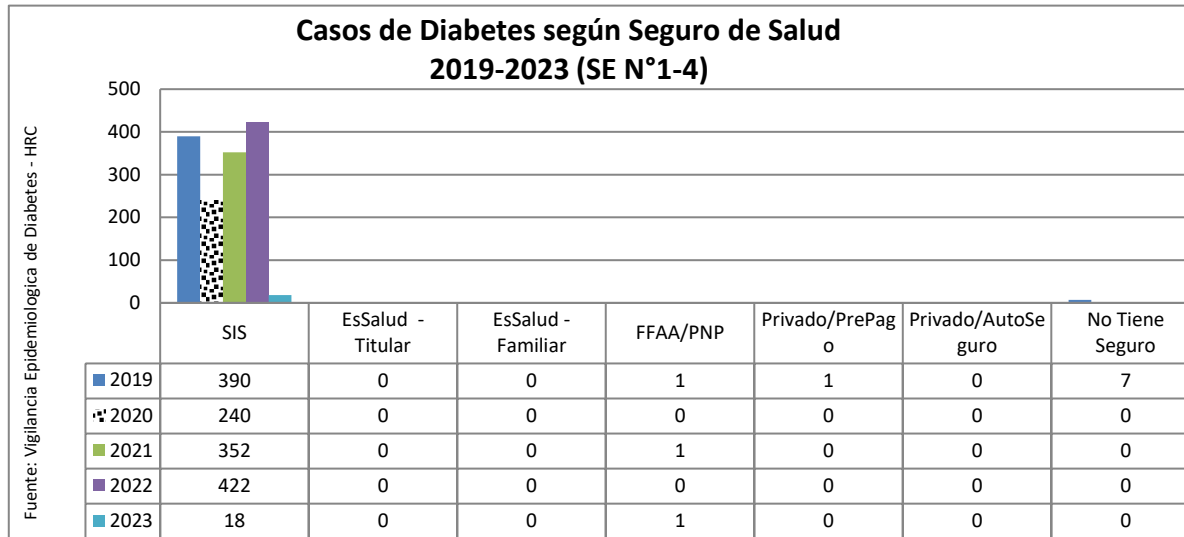 Casos de Diabetes según Seguro de Salud
2019-2023 (SE N°1-4)
Fuente: Vigilancia Epidemiologica de Diabetes - HRC
500
400
300
200
100
0
SIS
EsSalud - Titular
EsSalud - Familiar
FFAA/PNP
Privado/PrePago
Privado/AutoSeguro
No Tiene Seguro
2019 390 0 0 1 1 0 7
2020 240 0 0 0 0 0 0
2021 352 0 0 1 0 0 0
2022 422 0 0 0 0 0 0
2023 18 0 0 1 0 0 0